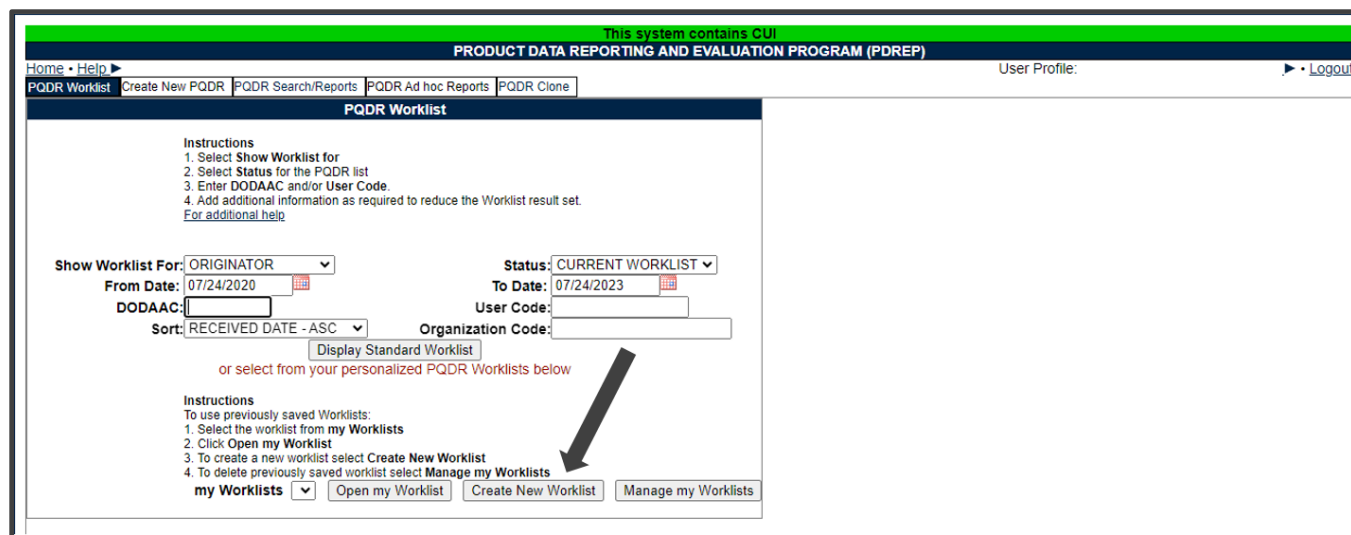 This system contains CUI
PRODUCT DATA REPORTING AND EVALUATION PROGRAM (PDREP)
Home • Help ▶ User Profile: ▶ • Logout
PQDR Worklist Create New PQDR PQDR Search/Reports PQDR Ad hoc Reports PQDR Clone
PQDR Worklist
Instructions
1. Select Show Worklist for
2. Select Status for the PQDR list
3. Enter DODAAC and/or User Code.
4. Add additional information as required to reduce the Worklist result set.
For additional help
Show Worklist For: ORIGINATOR Status: CURRENT WORKLIST
From Date: 07/24/2020 To Date: 07/24/2023
DODAAC: User Code:
Sort: RECEIVED DATE - ASC Organization Code:
Display Standard Worklist
or select from your personalized PQDR Worklists below
Instructions
To use previously saved Worklists:
1. Select the worklist from my Worklists
2. Click Open my Worklist
3. To create a new worklist select Create New Worklist
4. To delete previously saved worklist select Manage my Worklists
my Worklists Open my Worklist Create New Worklist Manage my Worklists